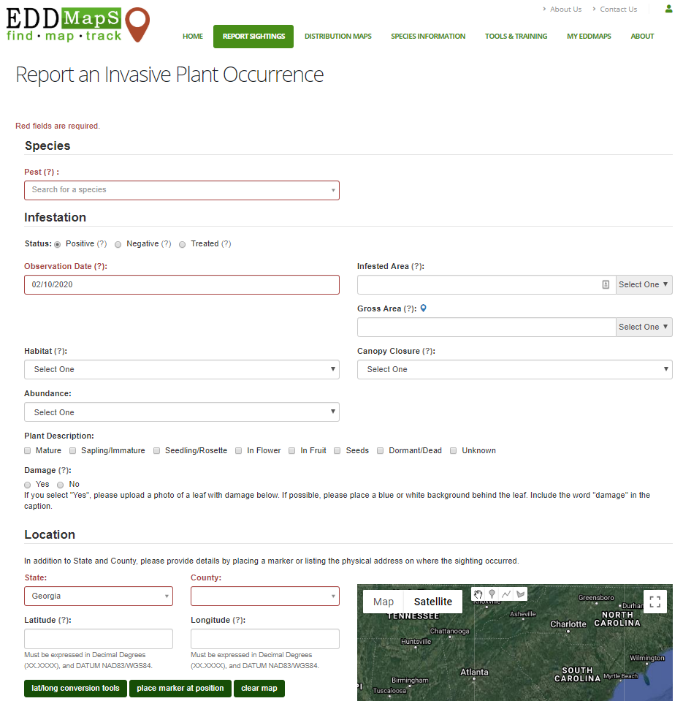 > About Us > Contact Us
EDDMapS
find • map • track
HOME REPORT SIGHTINGS DISTRIBUTION MAPS SPECIES INFORMATION TOOLS & TRAINING MY EDDMAPS ABOUT
Report an Invasive Plant Occurrence
Red fields are required.
Species
Pest (?) :
Search for a species
Infestation
Status: Positive (?) Negative (?) Treated (?)
Observation Date (?): Infested Area (?):
02/10/2020 Select One
Gross Area (?):
Select One
Habitat (?): Canopy Closure (?):
Select One Select One
Abundance:
Select One
Plant Description:
Mature Sapling/Immature Seedling/Rosette In Flower In Fruit Seeds Dormant/Dead Unknown
Damage (?):
Yes No
If you select "Yes", please upload a photo of a leaf with damage below. If possible, please place a blue or white background behind the leaf. Include the word "damage" in the
caption.
Location
In addition to State and County, please provide details by placing a marker or listing the physical address on where the sighting occurred.
State: County:
Georgia
Latitude (?): Longitude (?):
Must be expressed in Decimal Degrees Must be expressed in Decimal Degrees
(XX.XXXX), and DATUM NAD83/WGS84. (XX.XXXX), and DATUM NAD83/WGS84.
lat/long conversion tools place marker at position clear map
Map Satellite
Greensboro
Durham
TENNESSEE Asheville NORTH
Charlotte CAROLINA
Chattanooga
Huntsville
Wilmington
Atlanta SOUTH
Birmingham CAROLINA Myrtle Beach
Tuscaloosa